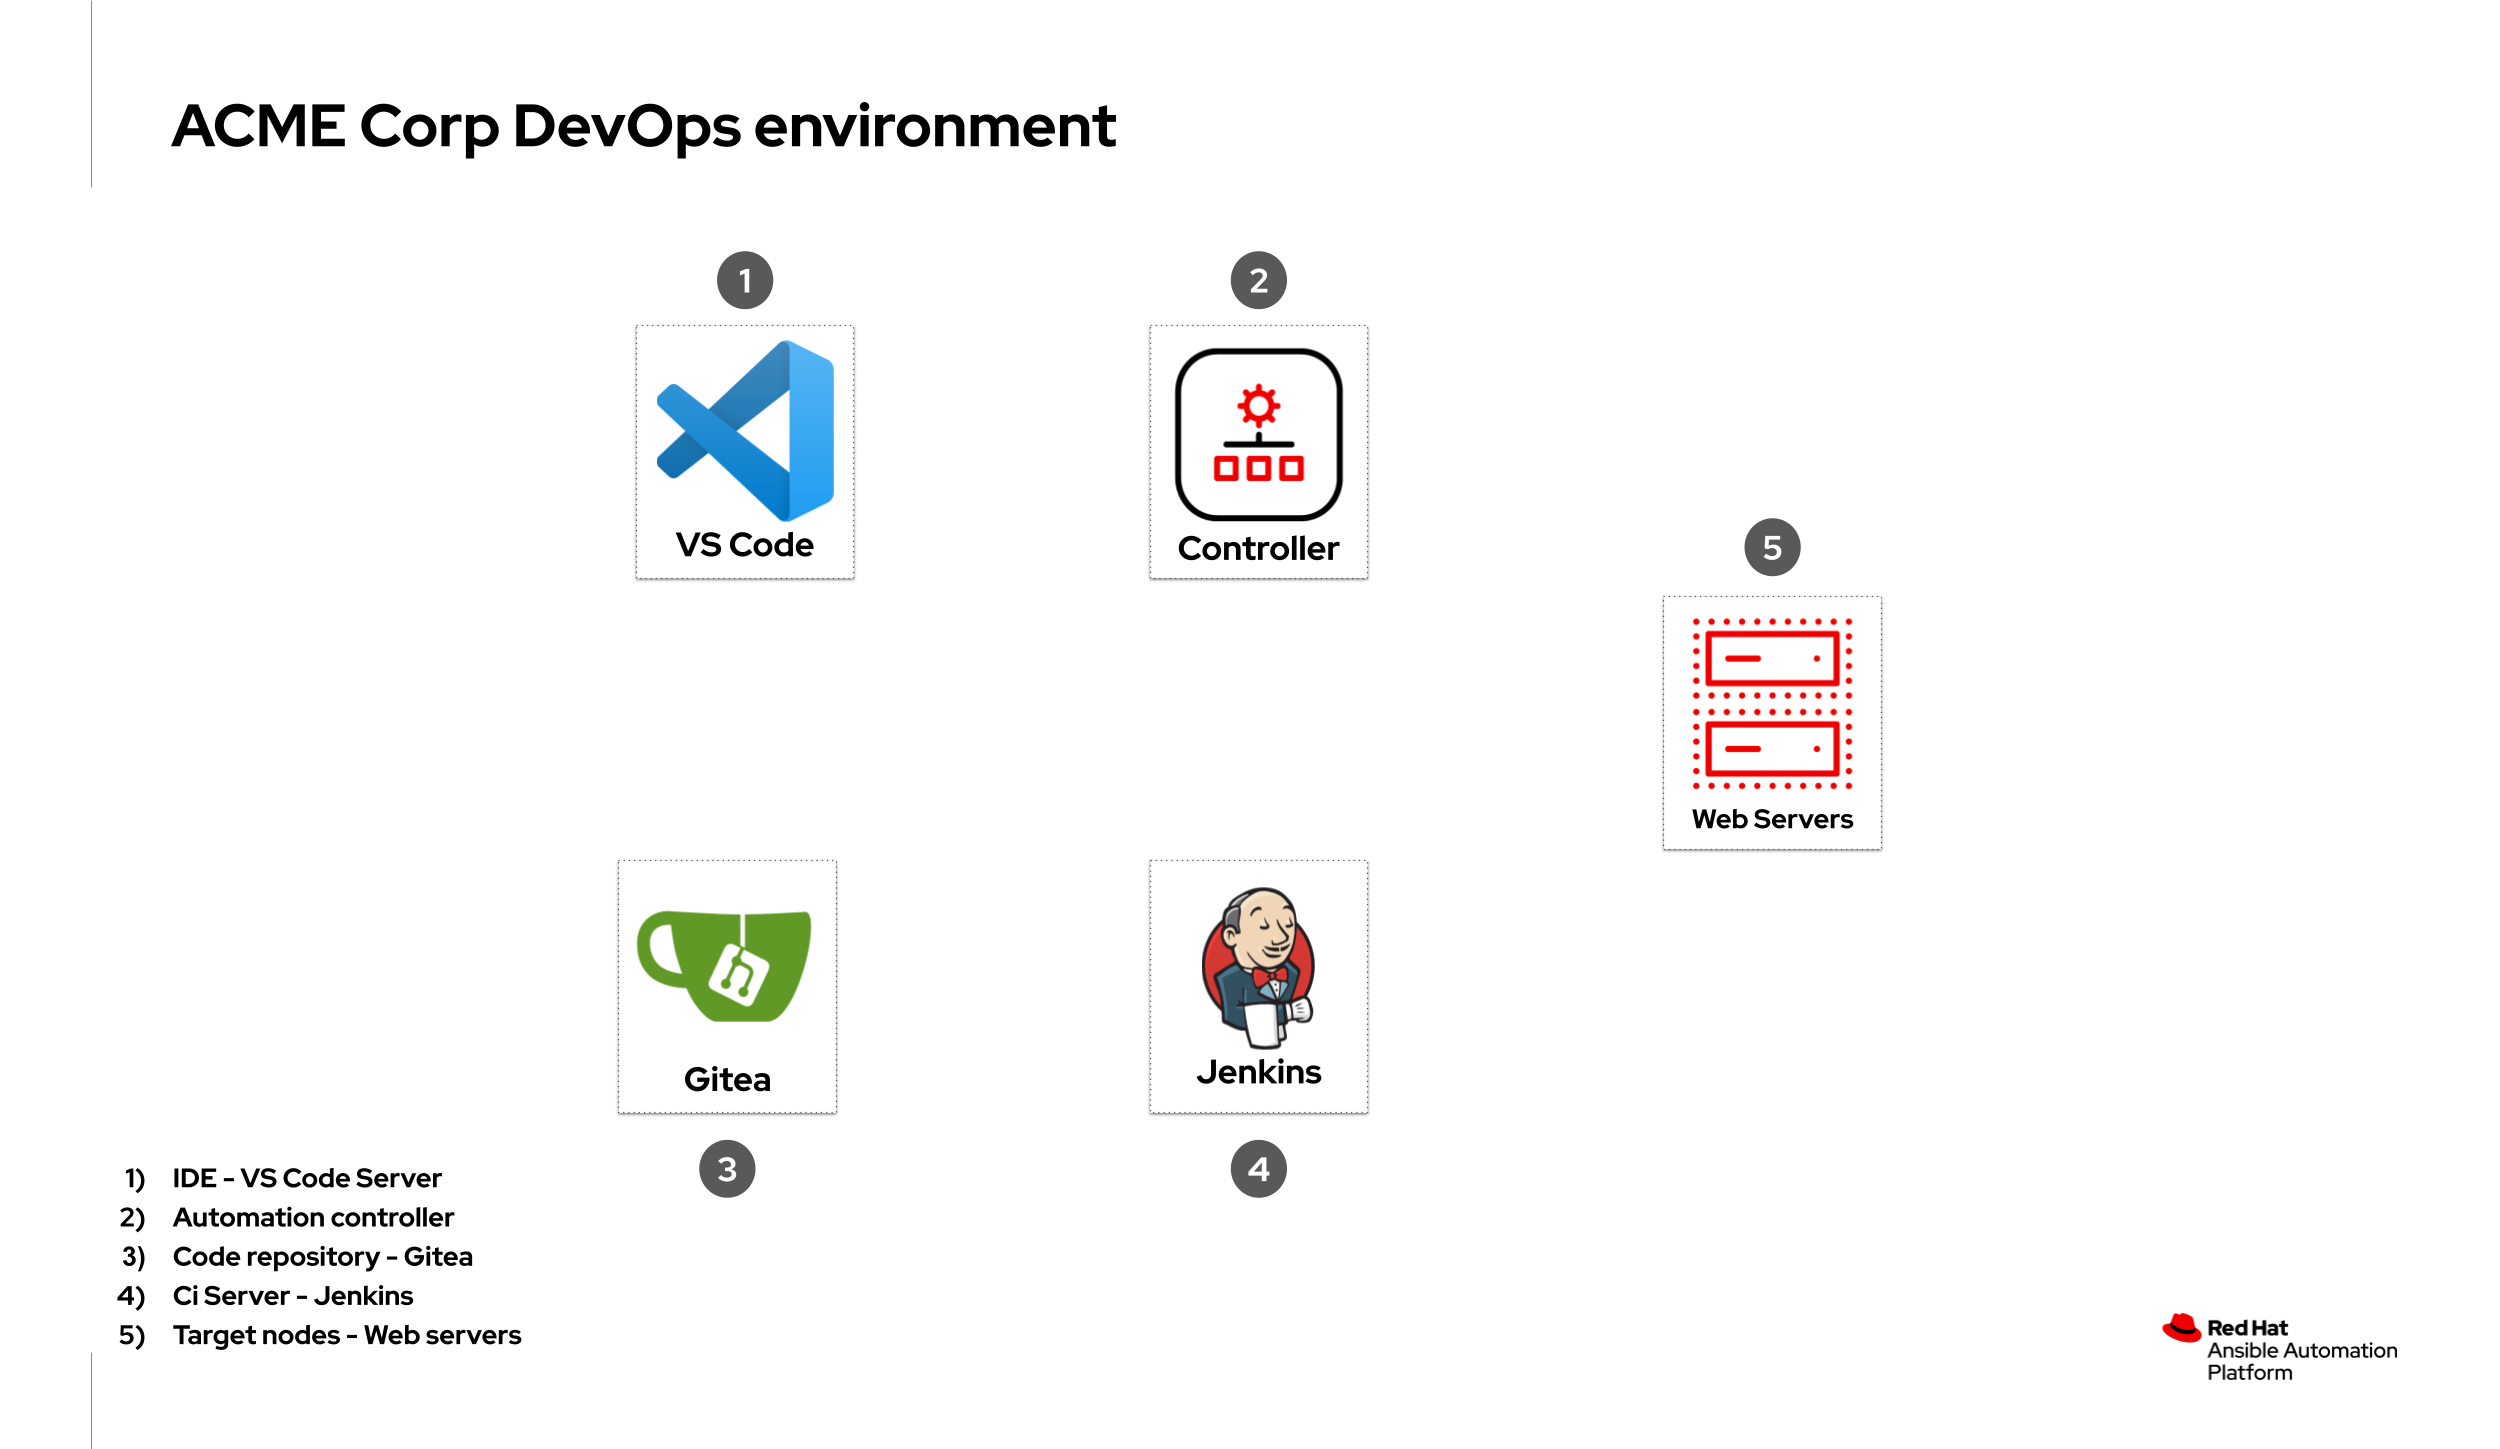 ACME Corp DevOps environment
1
2
VS Code
Controller
5
Web Servers
Gitea
Jenkins
3
4
1) IDE - VS Code Server
2) Automation controller
3) Code repository - Gitea
4) Ci Server - Jenkins
5) Target nodes - Web servers
Red Hat
Ansible Automation
Platform